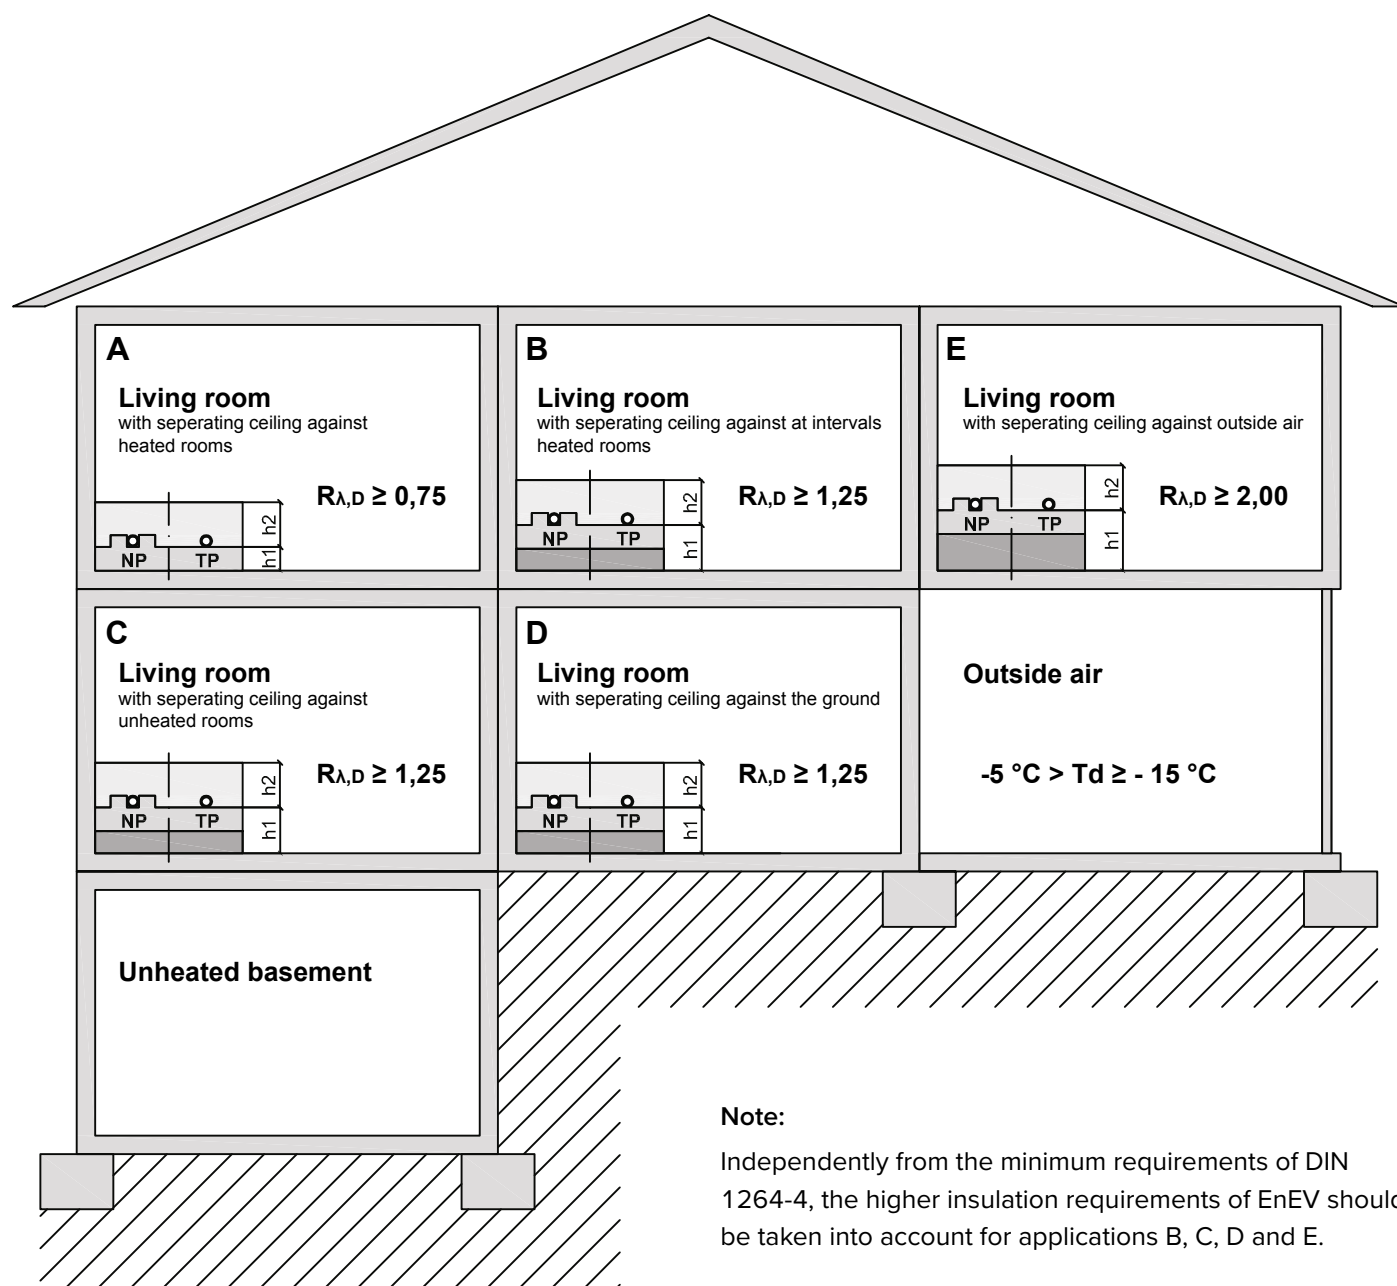 A
Living room
with seperating ceiling against
heated rooms
Rλ,D ≥ 0,75
h2
h1
NP TP
B
Living room
with seperating ceiling against at intervals
heated rooms
Rλ,D ≥ 1,25
h2
h1
NP TP
E
Living room
with seperating ceiling against outside air
Rλ,D ≥ 2,00
h2
h1
NP TP
C
Living room
with seperating ceiling against
unheated rooms
Rλ,D ≥ 1,25
h2
h1
NP TP
D
Living room
with seperating ceiling against the ground
Rλ,D ≥ 1,25
h2
h1
NP TP
Outside air
-5 °C > Td ≥ - 15 °C
Unheated basement
Note:
Independently from the minimum requirements of DIN
1264-4, the higher insulation requirements of EnEV should
be taken into account for applications B, C, D and E.